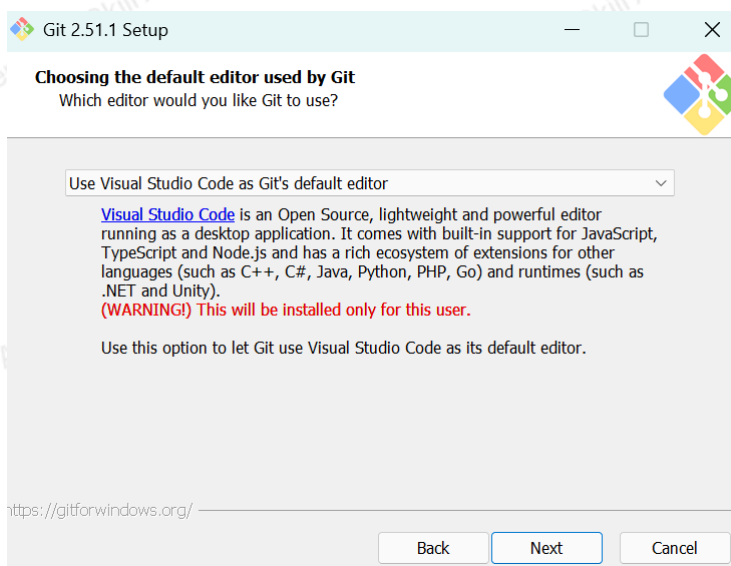 Git 2.51.1 Setup
Choosing the default editor used by Git
Which editor would you like Git to use?
Use Visual Studio Code as Git's default editor
Visual Studio Code is an Open Source, lightweight and powerful editor
running as a desktop application. It comes with built-in support for JavaScript,
TypeScript and Node.js and has a rich ecosystem of extensions for other
languages (such as C++, C#, Java, Python, PHP, Go) and runtimes (such as
.NET and Unity).
(WARNING!) This will be installed only for this user.
Use this option to let Git use Visual Studio Code as its default editor.
https://gitforwindows.org/
Back
Next
Cancel